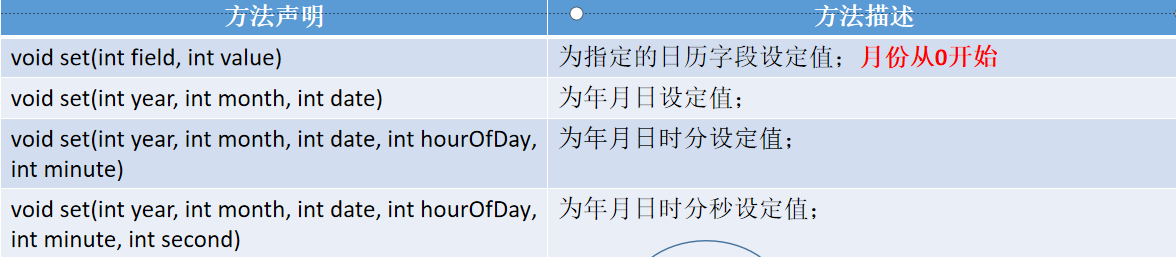 方法声明 方法描述
void set(int field, int value) 为指定的日历字段设定值；月份从0开始
void set(int year, int month, int date) 为年月日设定值；
void set(int year, int month, int date, int hourOfDay, 为年月日时分设定值；
int minute)
void set(int year, int month, int date, int hourOfDay, 为年月日时分秒设定值；
int minute, int second)